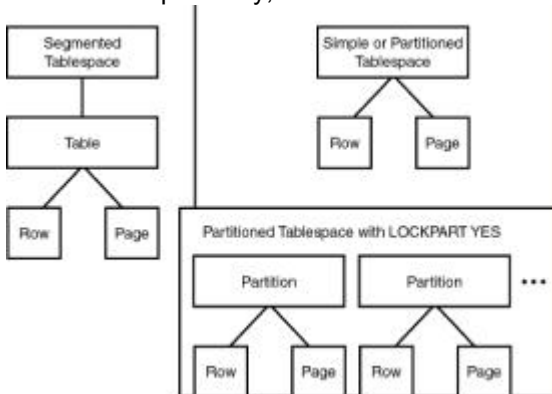 Segmented
Tablespace
Table
Row Page
Simple or Partitioned
Tablespace
Row Page
Partitioned Tablespace with LOCKPART YES
Partition Partition •••
Row Page Row Page